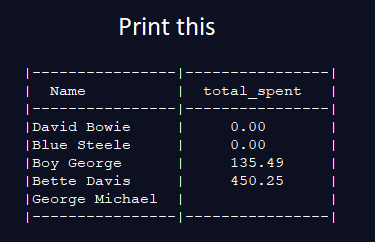 Print this
|----------------|----------------|
|  Name          |  total_spent   |
|----------------|----------------|
|David Bowie     |     0.00       |
|Blue Steele     |     0.00       |
|Boy George      |     135.49     |
|Bette Davis     |     450.25     |
|George Michael  |                |
|----------------|----------------|